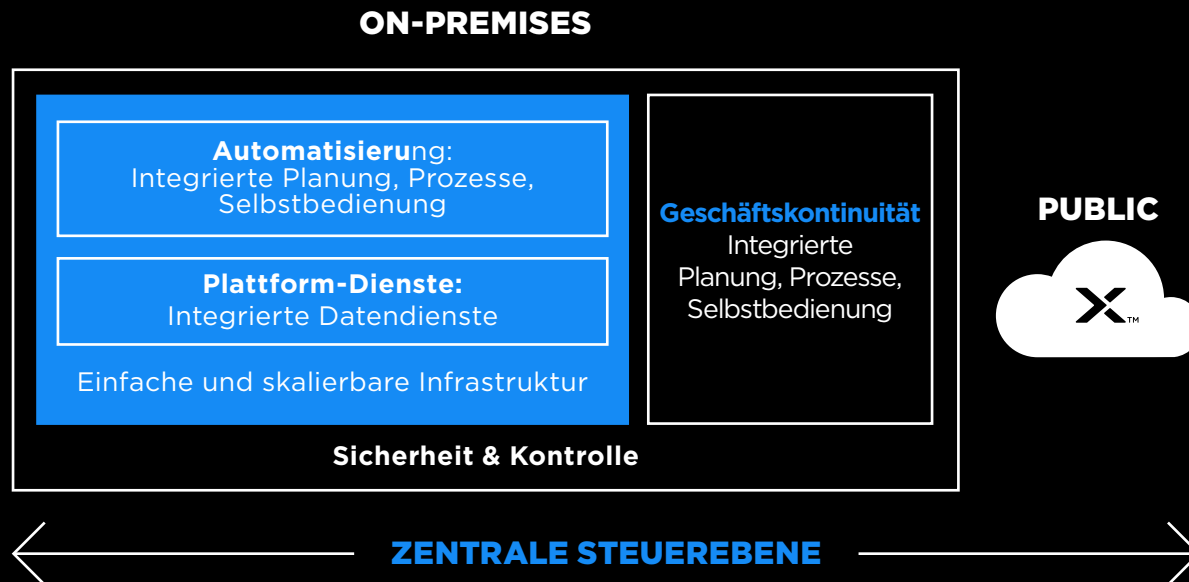 ON-PREMISES
Automatisierung:
Integrierte Planung, Prozesse,
Selbstbedienung
Plattform-Dienste:
Integrierte Datendienste
Einfache und skalierbare Infrastruktur
Geschäftskontinuität
Integrierte
Planung, Prozesse,
Selbstbedienung
Sicherheit & Kontrolle
PUBLIC
X™
ZENTRALE STEUEREBENE